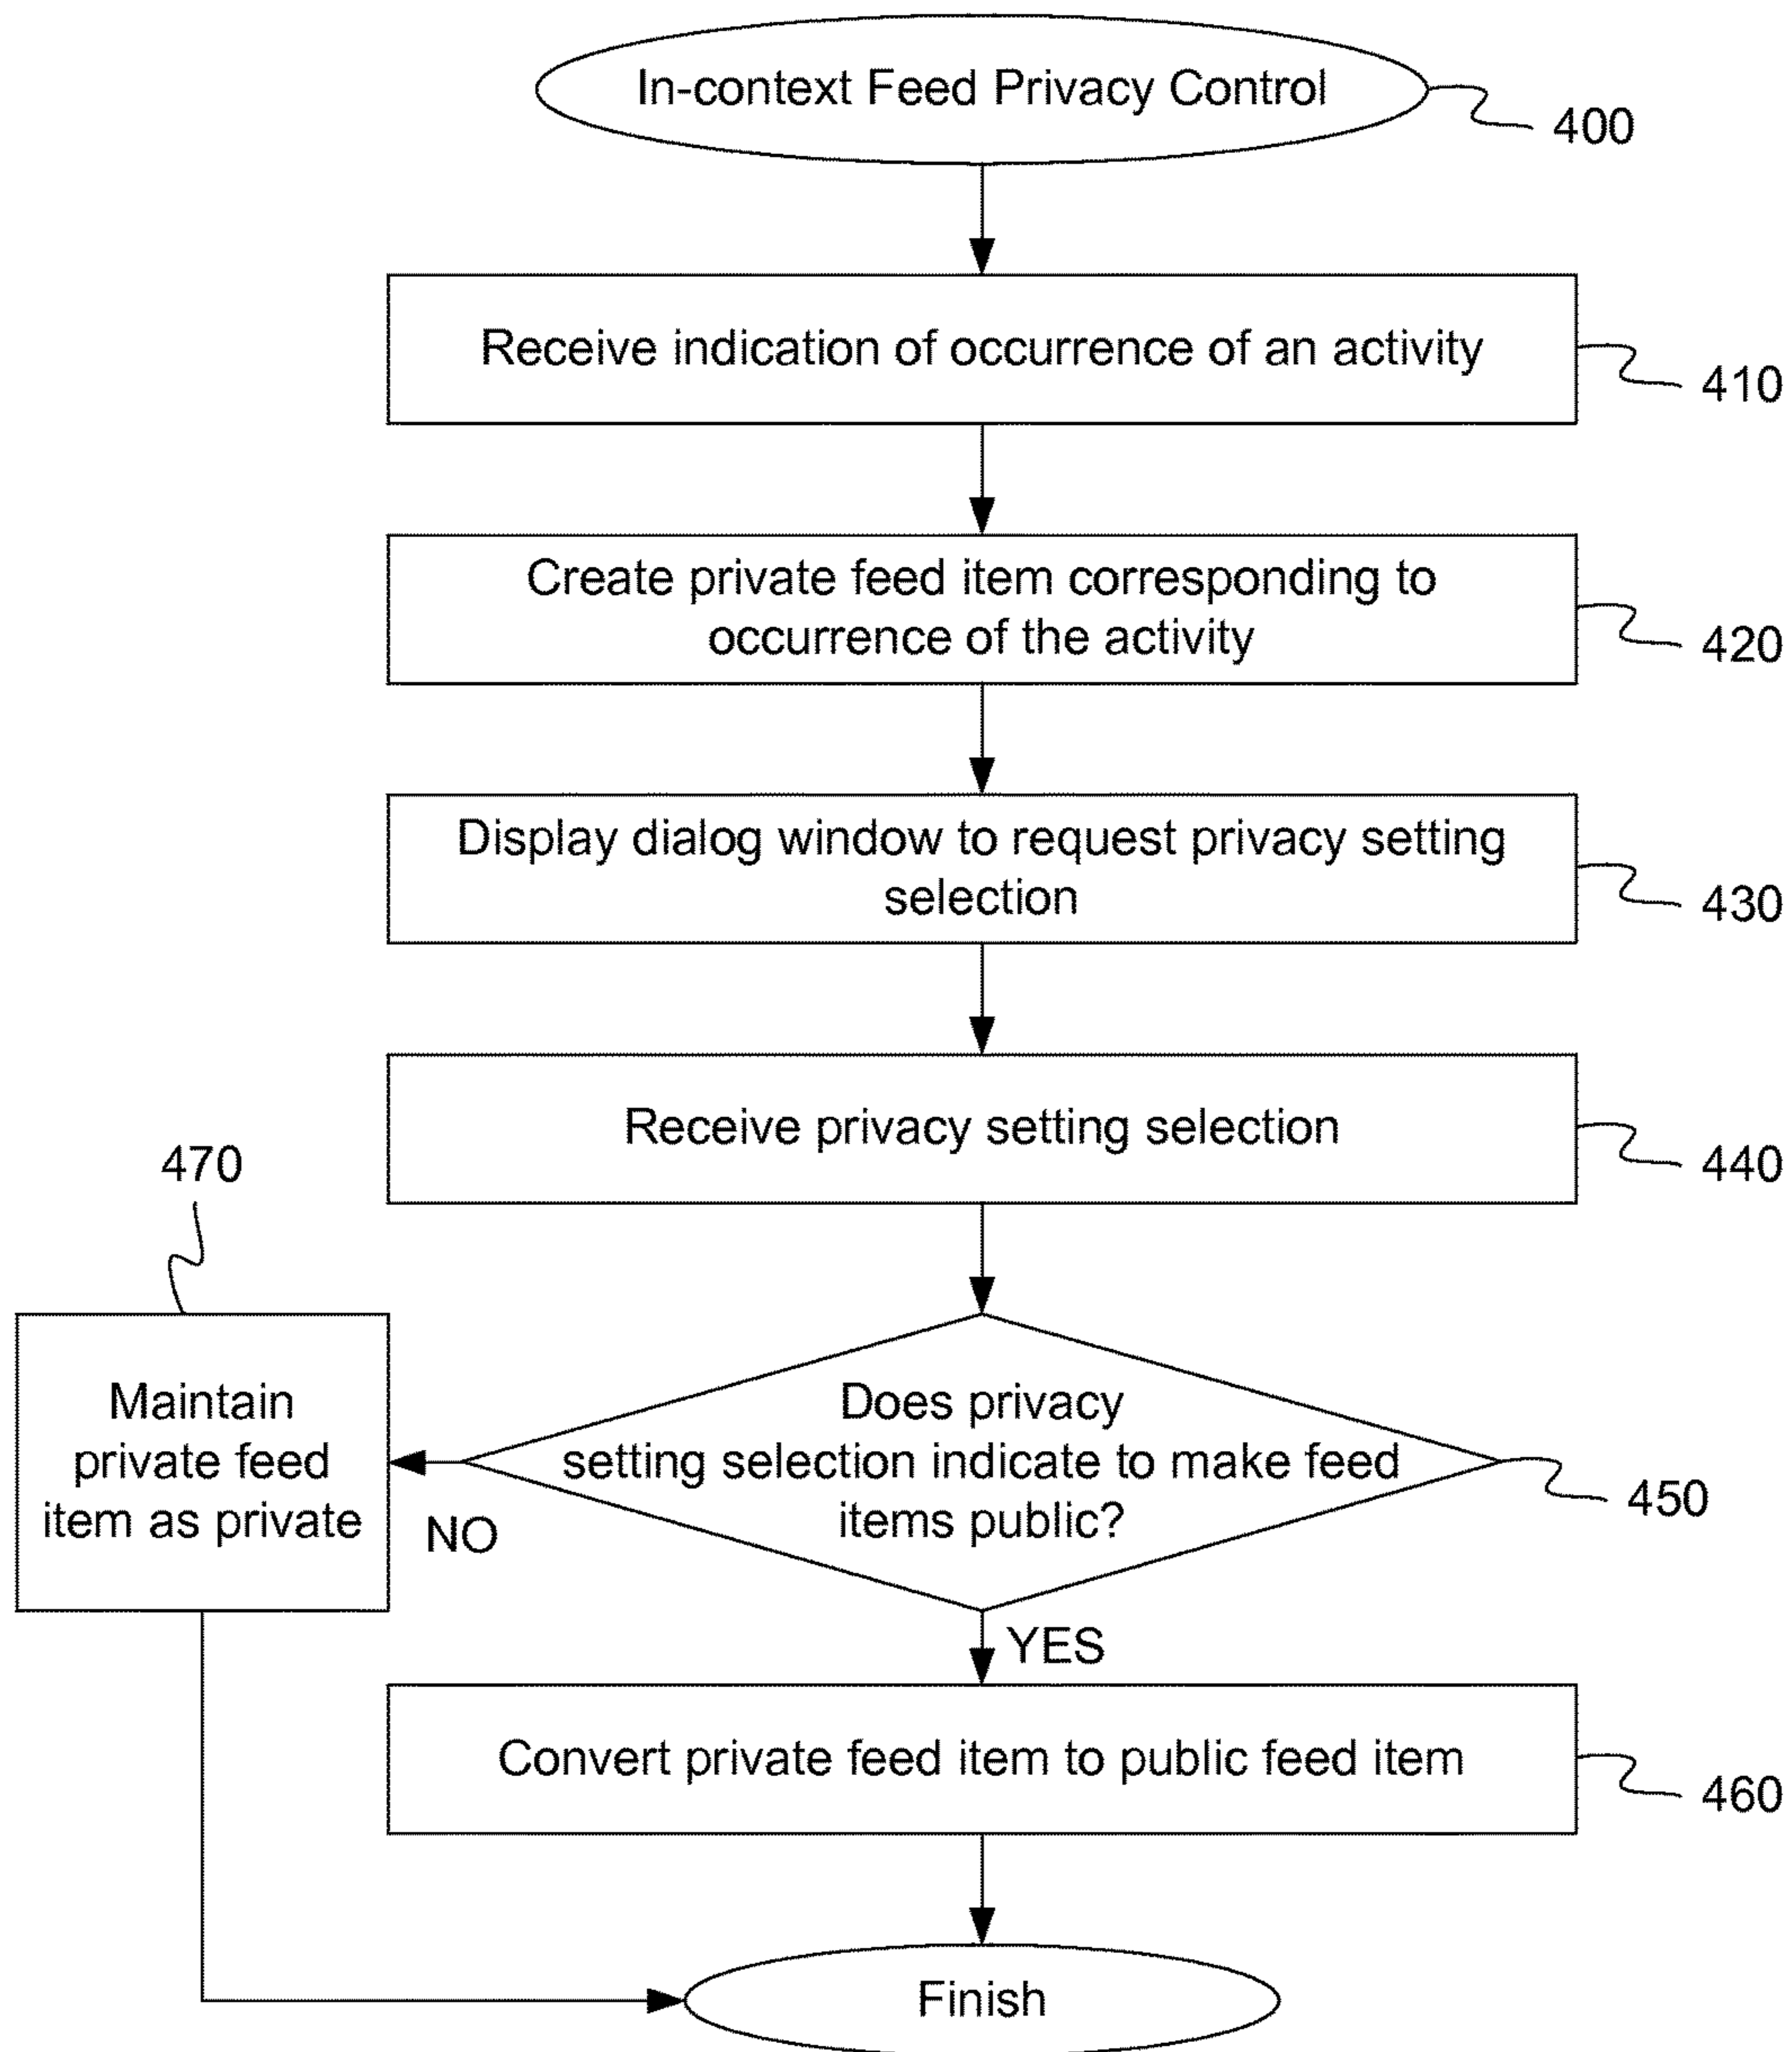 In-context Feed Privacy Control
400
Receive indication of occurrence of an activity
410
Create private feed item corresponding to
occurrence of the activity
420
Display dialog window to request privacy setting
selection
430
Receive privacy setting selection
440
470
Maintain
private feed
item as private
Does privacy
setting selection indicate to make feed
items public?
450
NO
YES
Convert private feed item to public feed item
460
Finish